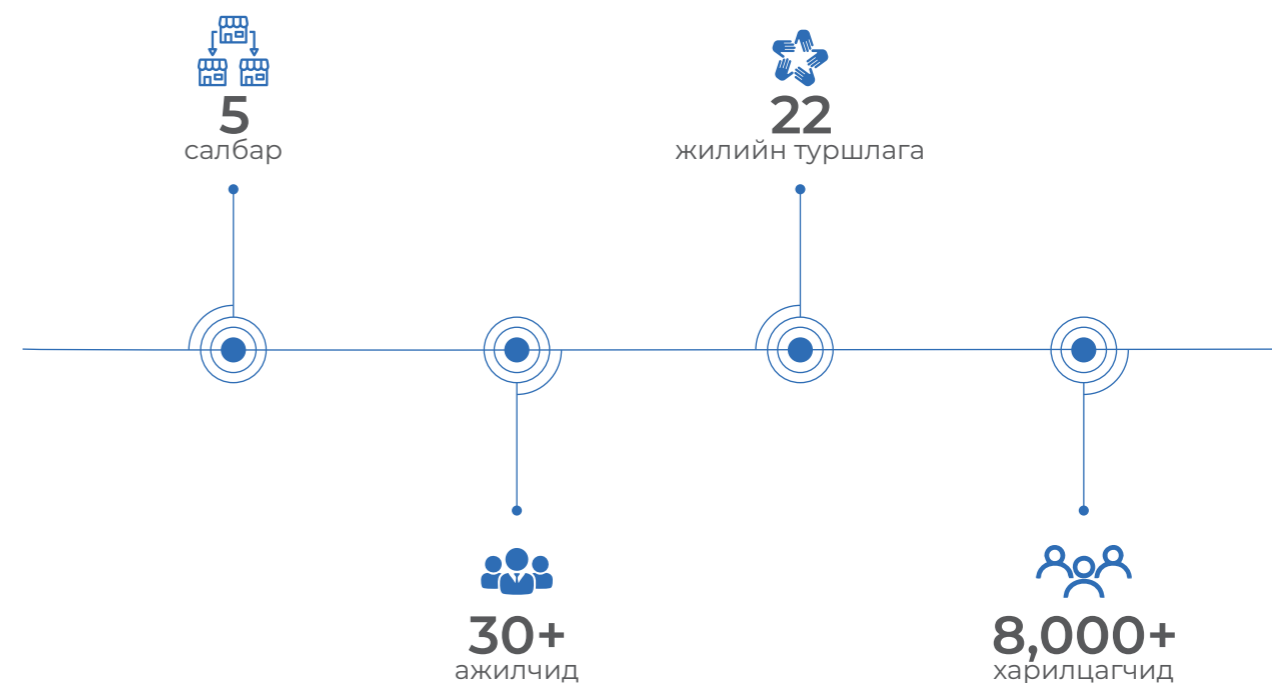 5
салбар
30+
ажилчид
22
жилийн туршлага
8,000+
харилцагчид